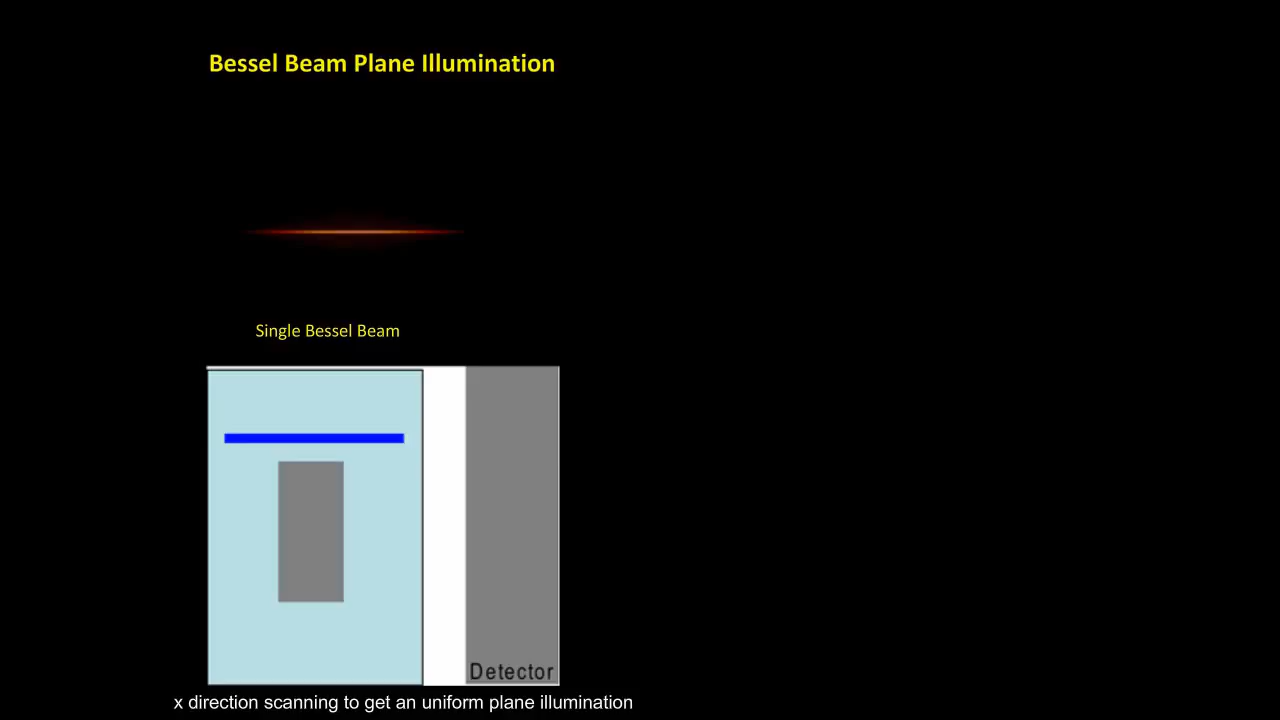 Bessel Beam Plane Illumination
Single Bessel Beam
Detector
x direction scanning to get an uniform plane illumination